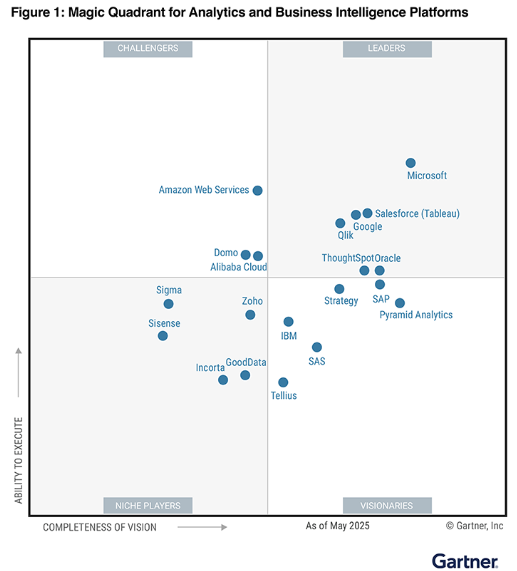 Figure 1: Magic Quadrant for Analytics and Business Intelligence Platforms
CHALLENGERS
LEADERS
Microsoft
Amazon Web Services
Salesforce (Tableau)
Google
Qlik
Domo
Alibaba Cloud
ThoughtSpot
Oracle
Sigma
Zoho
Strategy
SAP
Pyramid Analytics
Sisense
IBM
SAS
Incorta
GoodData
Tellius
ABILITY TO EXECUTE
NICHE PLAYERS
VISIONARIES
COMPLETENESS OF VISION
As of May 2025
© Gartner, Inc
Gartner.